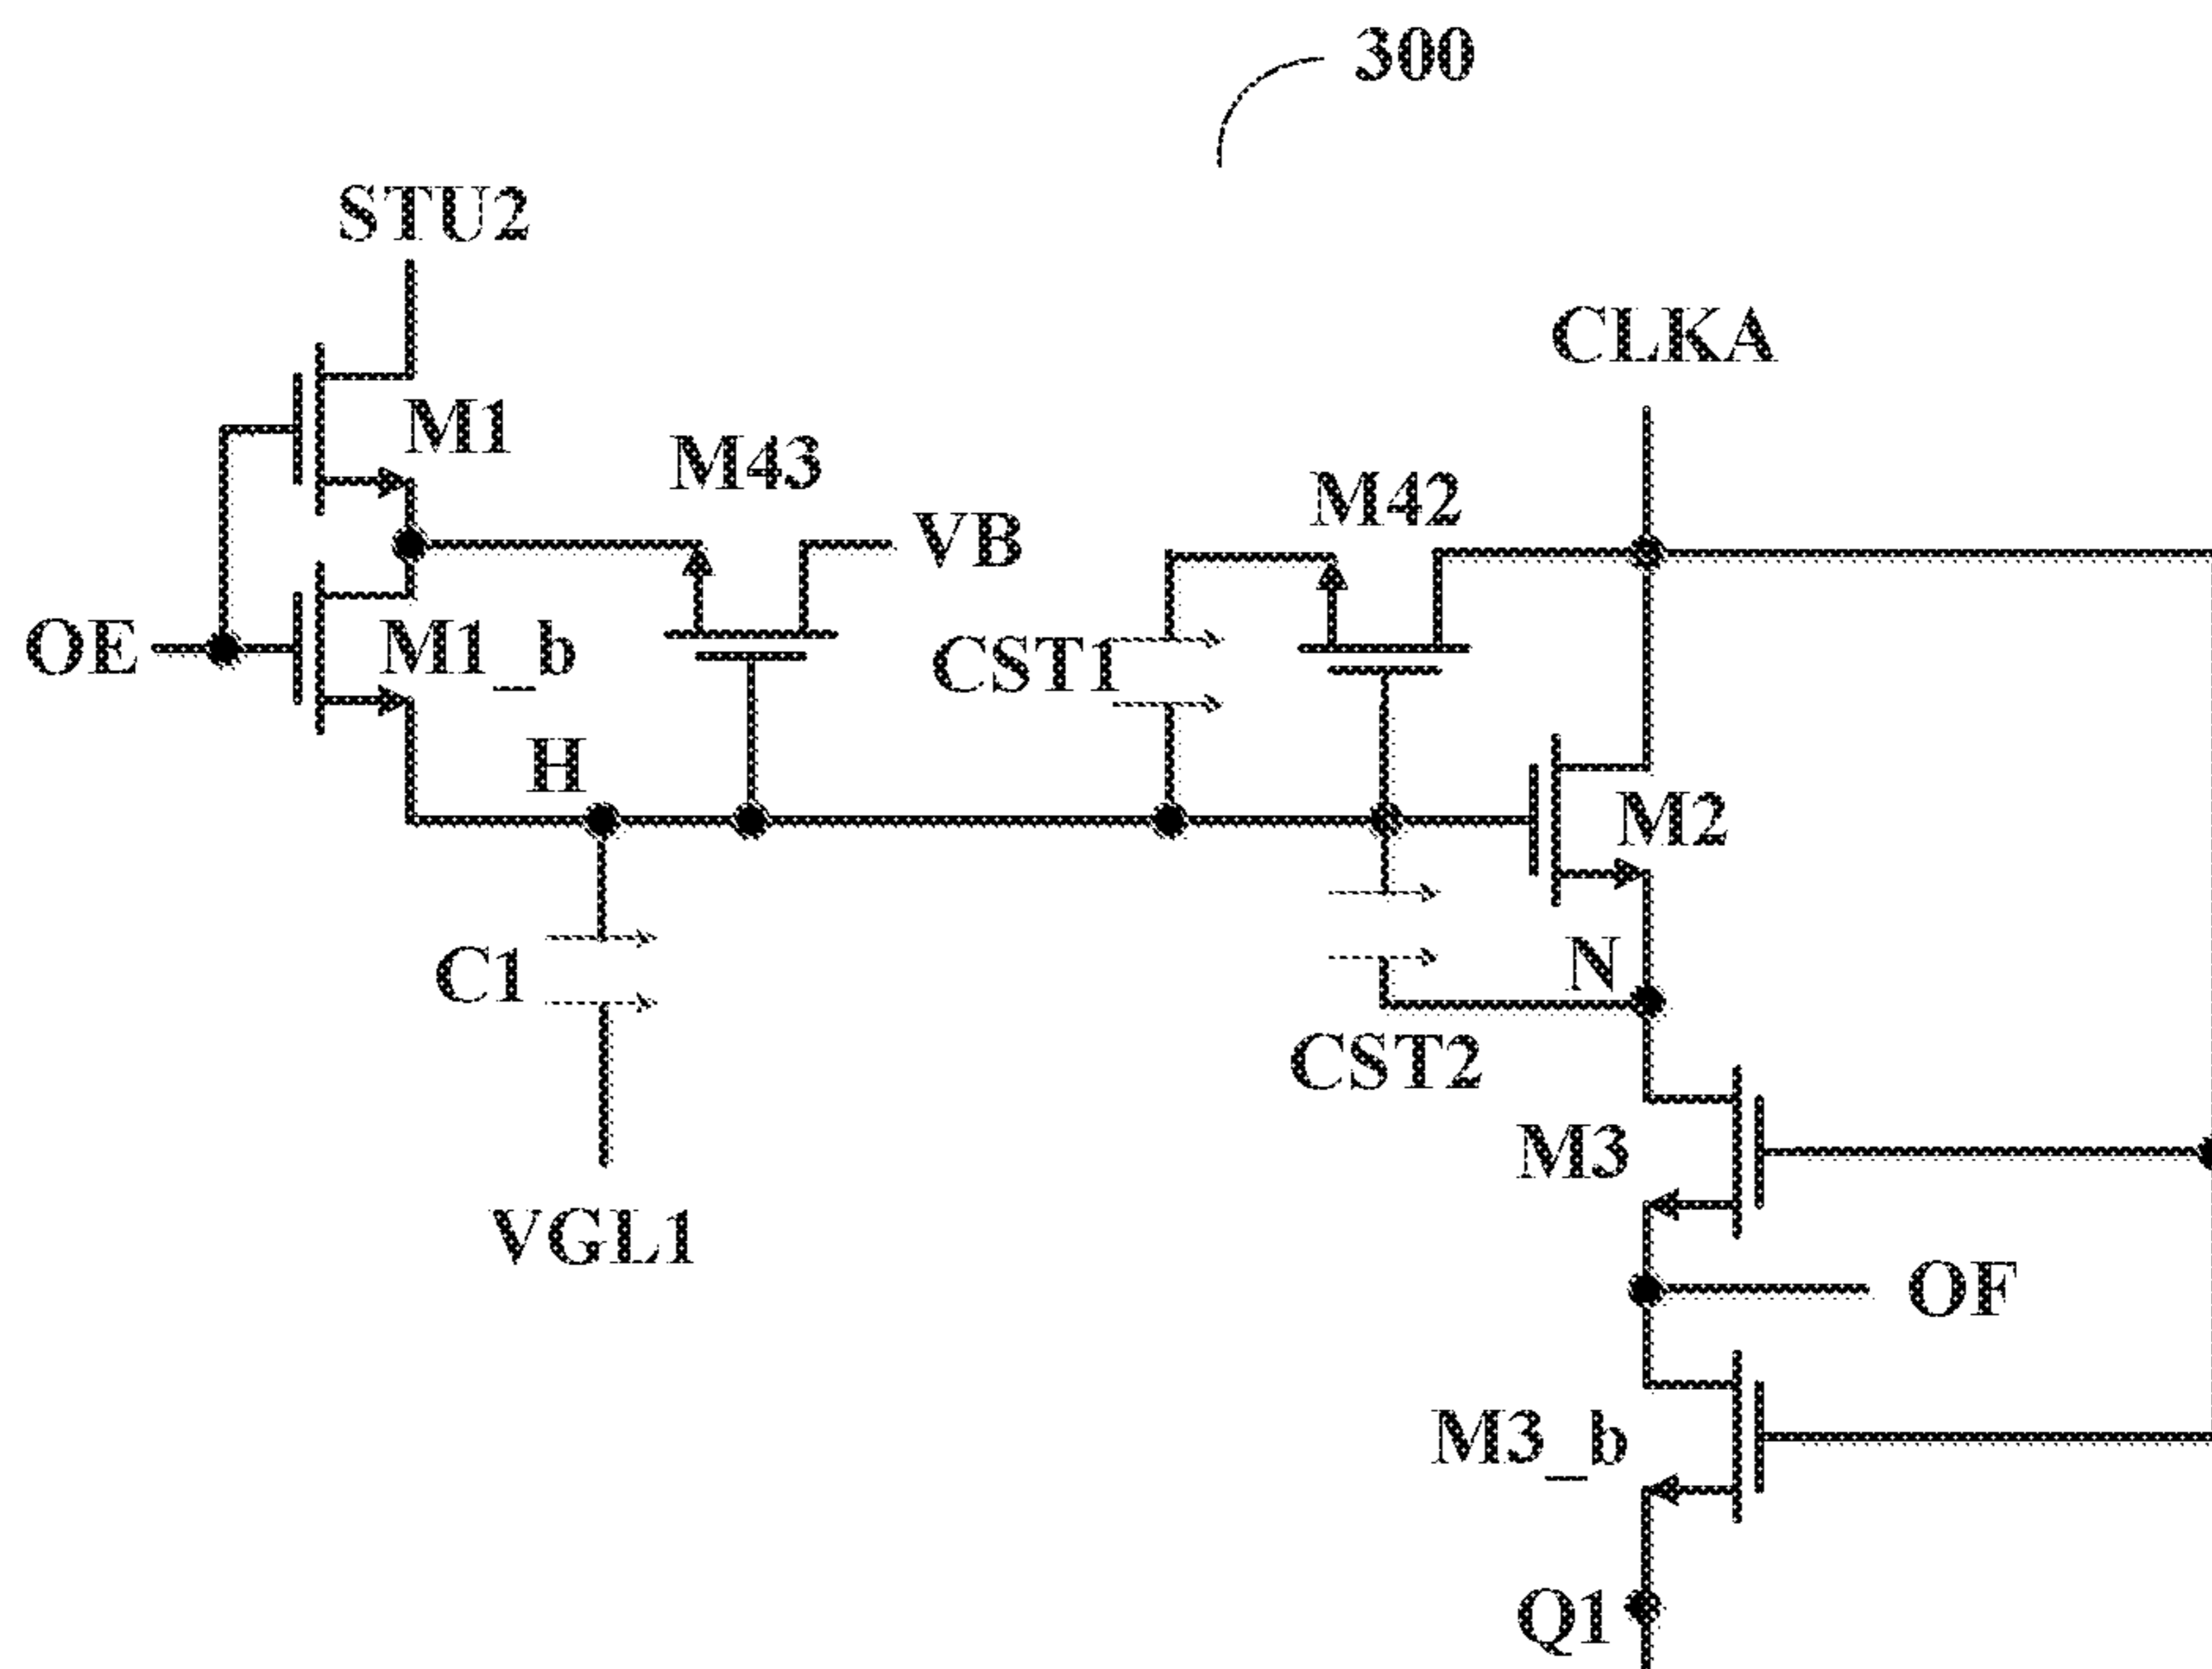 300
STU2
CLKA
M1
M43
M42
VB
OE
M1_b
CST1
H
M2
C1
N
CST2
M3
VGL1
OF
M3_b
Q1